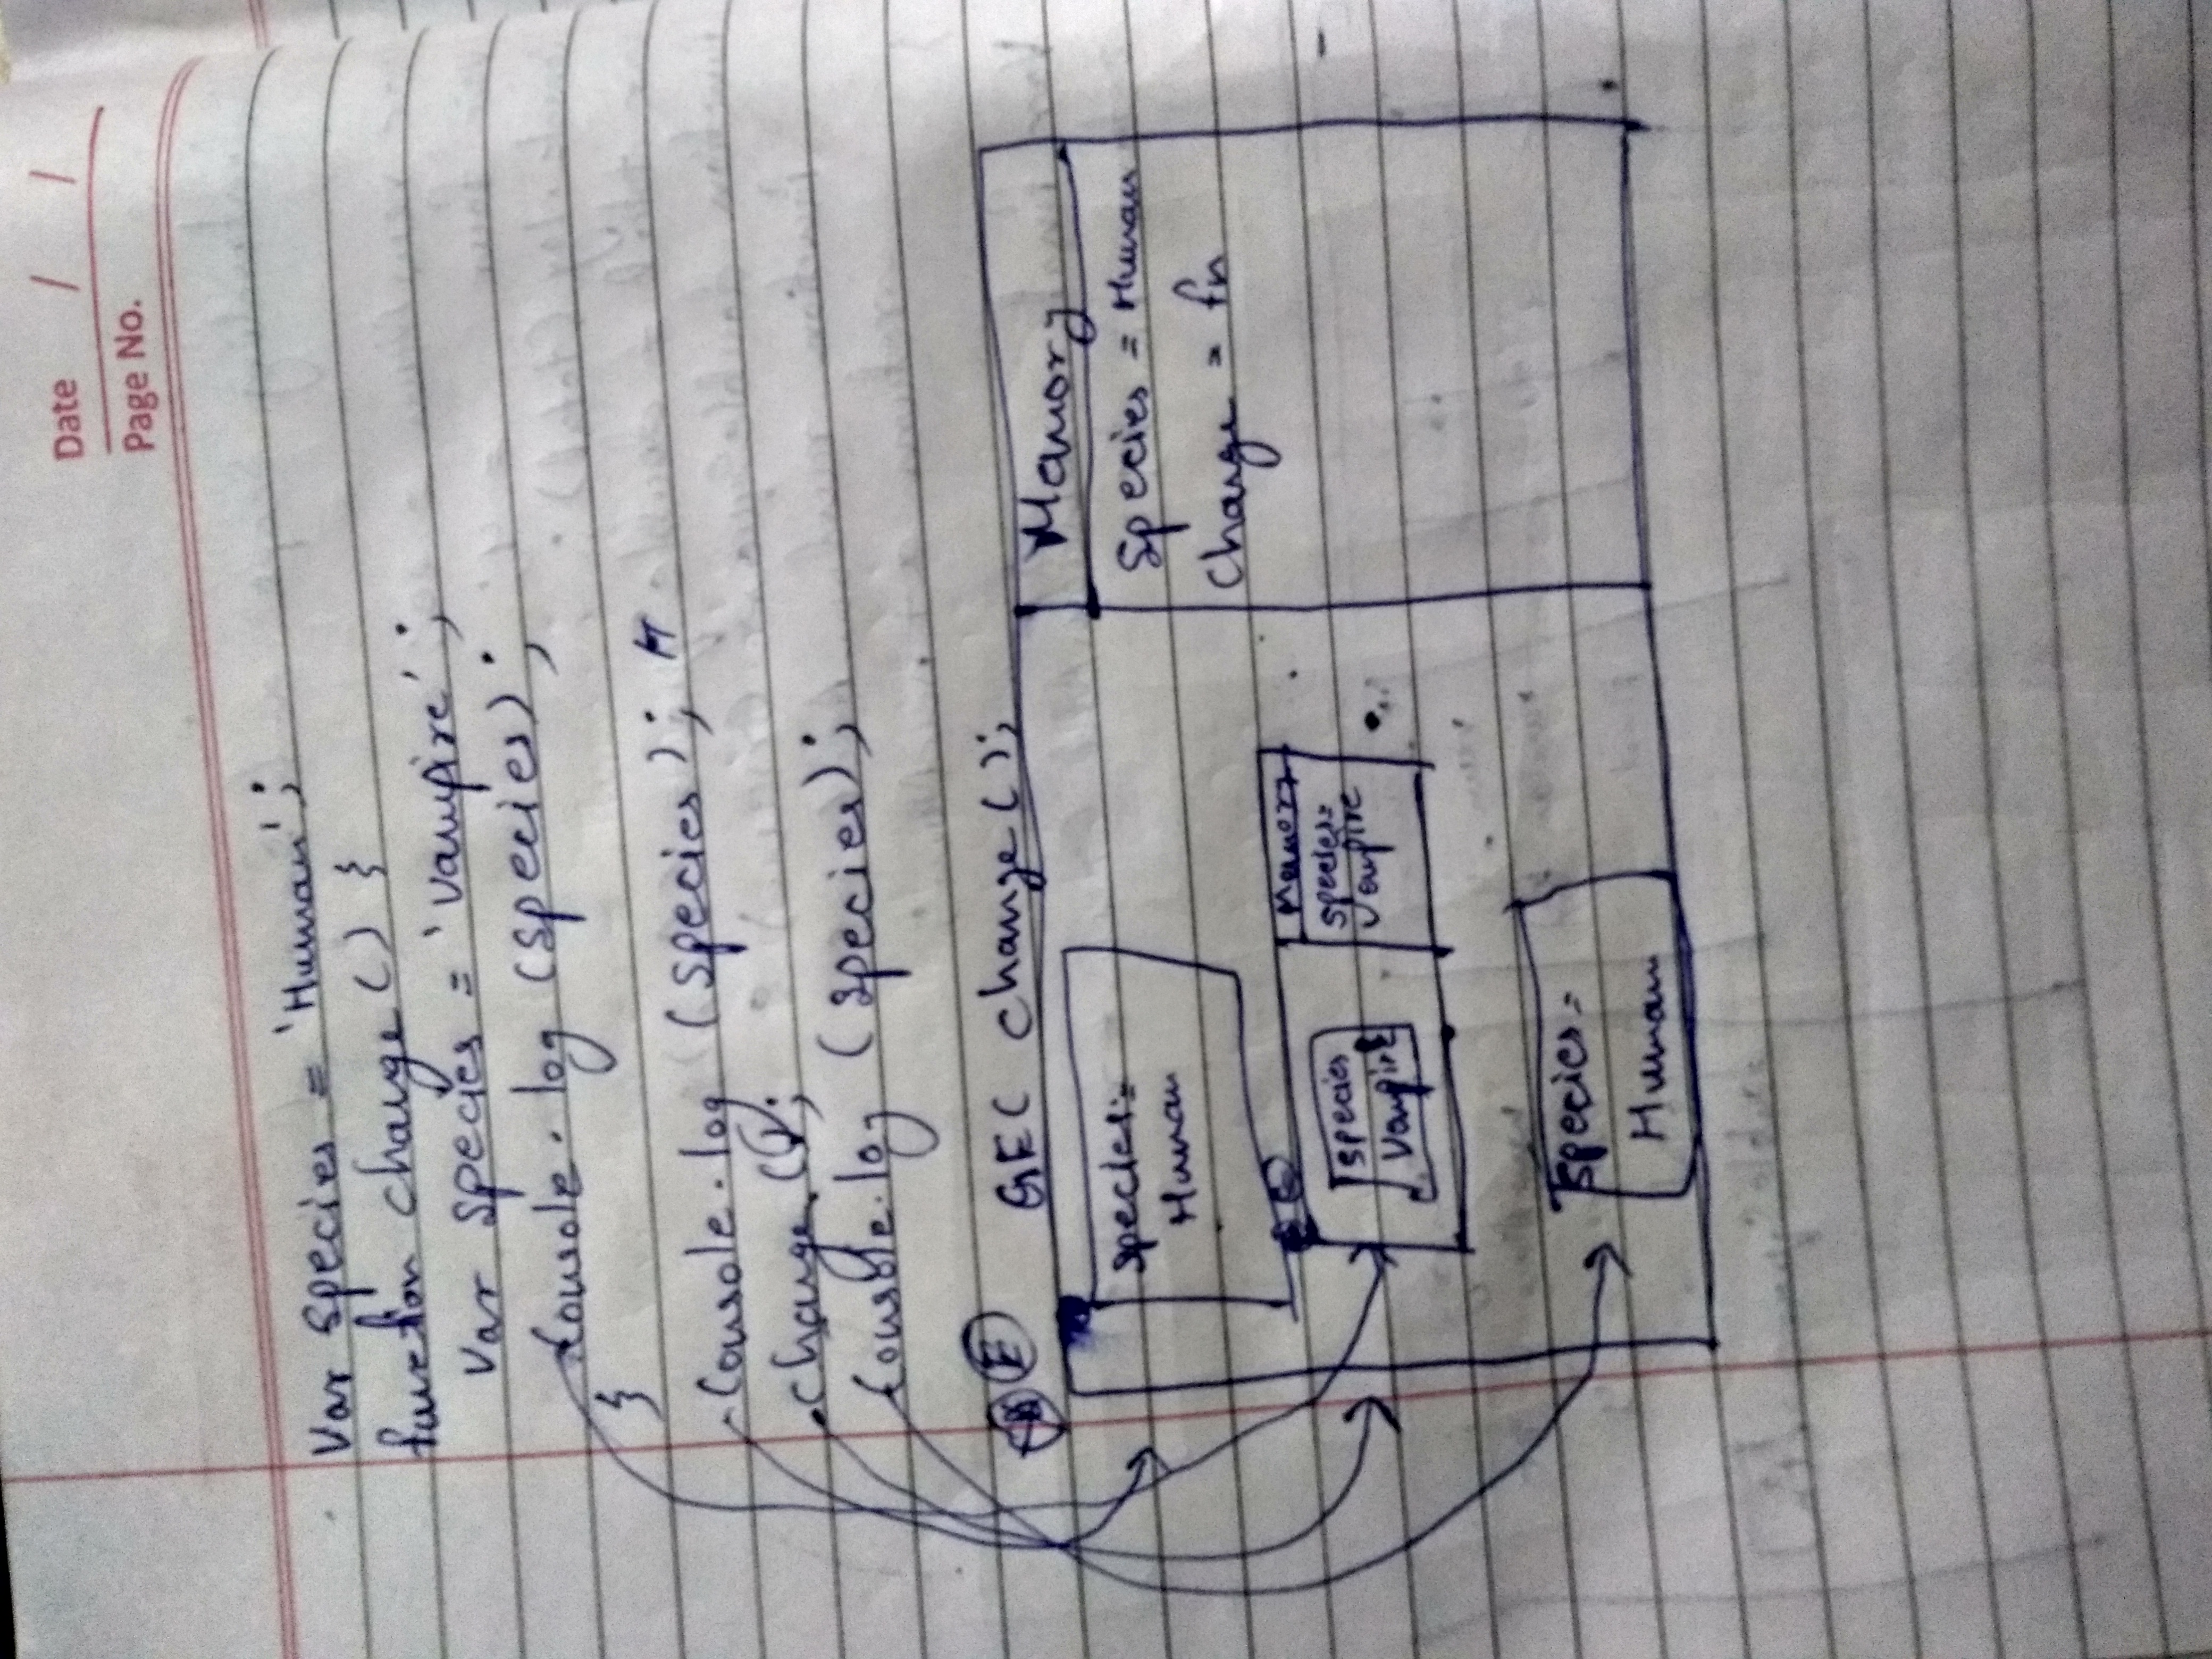 Date / /
Page No.
Var species = 'Human';
function change () {
Var species = 'Vampire';
Console.log (species);
}
Console.log (species); H
change ();
Console.log (species);
E GEC change();
Memory
species =
Human
Species = Human
Change = fn
Memory
species
Vampire
species =
Vampire
species =
Human